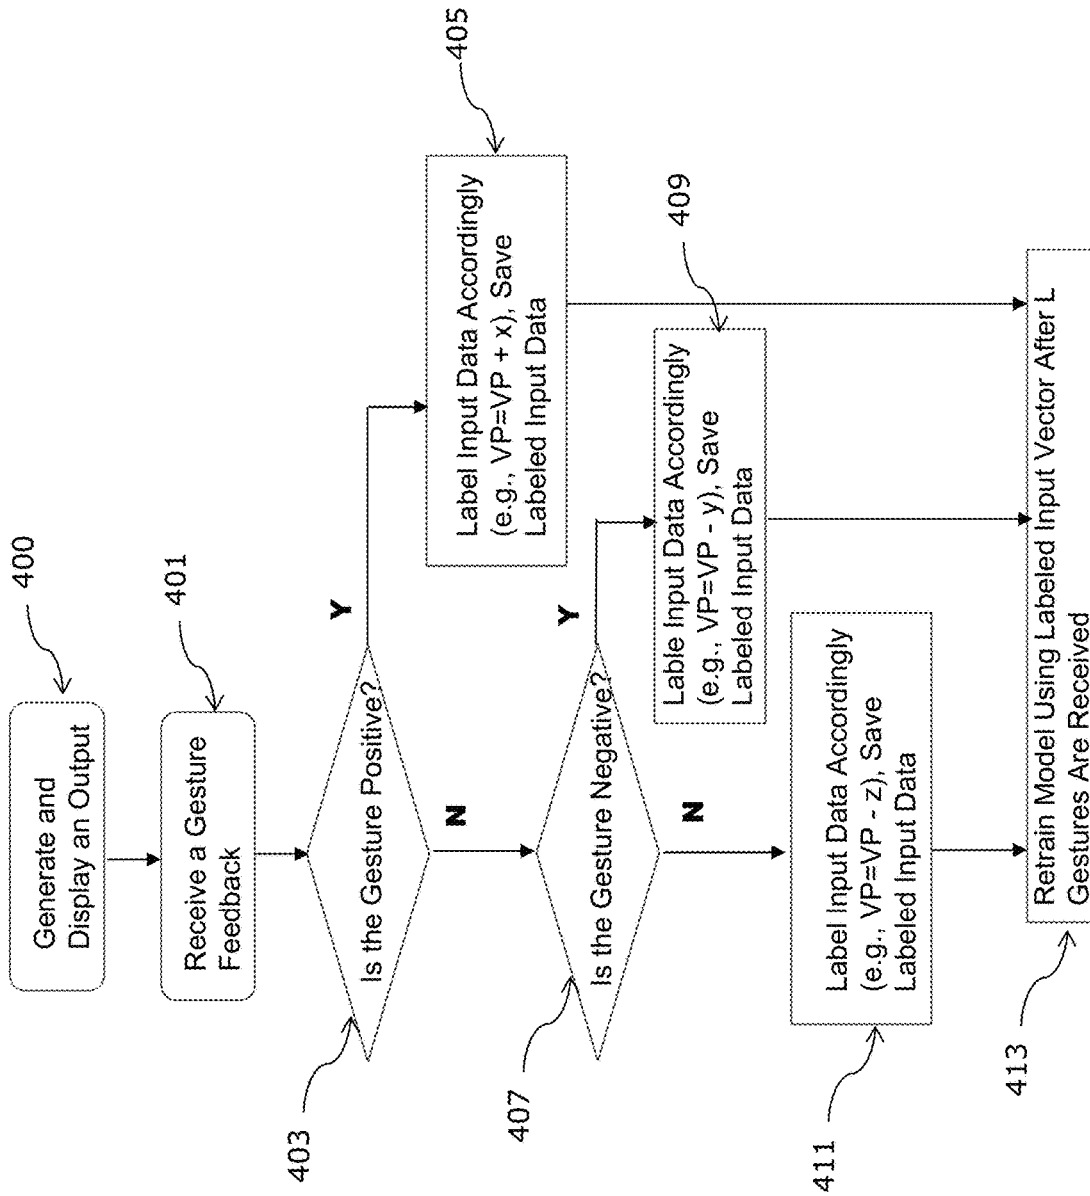 400
Generate and
Display an Output
401
Receive a Gesture
Feedback
403
Is the Gesture Positive?
Y
N
405
Label Input Data Accordingly
(e.g., VP=VP + x), Save
Labeled Input Data
407
Is the Gesture Negative?
Y
N
409
Lable Input Data Accordingly
(e.g., VP=VP - y), Save
Labeled Input Data
411
Label Input Data Accordingly
(e.g., VP=VP - z), Save
Labeled Input Data
413
Retrain Model Using Labeled Input Vector After L
Gestures Are Received